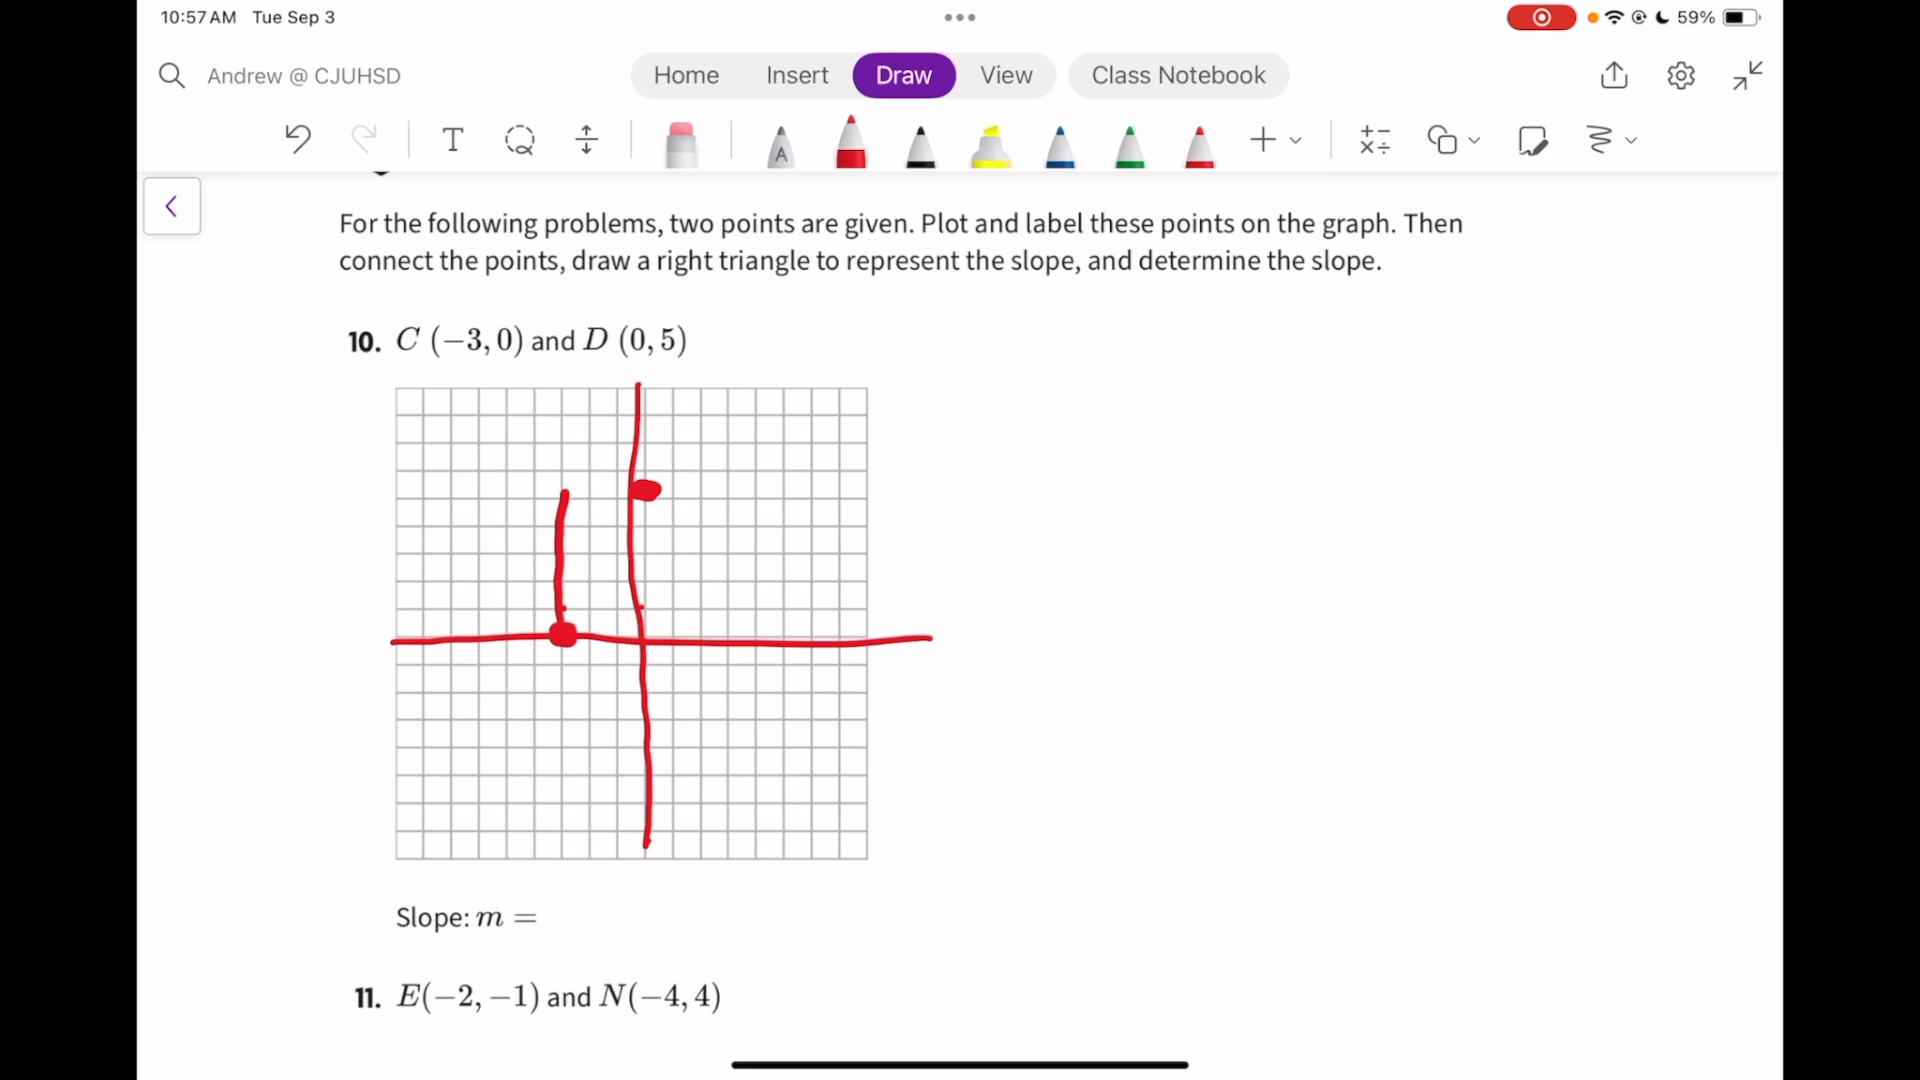 10:57 AM Tue Sep 3
59%
Andrew @ CJUHSD
Home Insert Draw View Class Notebook
T
A
For the following problems, two points are given. Plot and label these points on the graph. Then
connect the points, draw a right triangle to represent the slope, and determine the slope.
10. C (−3, 0) and D (0, 5)
Slope: m =
11. E(−2, −1) and N(−4, 4)